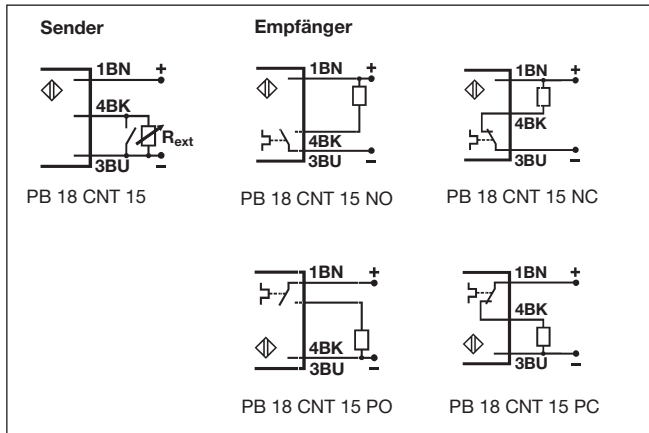 Sender
Empfänger
1BN +
4BK
Rext
3BU –
PB 18 CNT 15
1BN +
4BK
3BU –
PB 18 CNT 15 NO
1BN +
4BK
3BU –
PB 18 CNT 15 NC
1BN +
4BK
3BU –
PB 18 CNT 15 PO
1BN +
4BK
3BU –
PB 18 CNT 15 PC